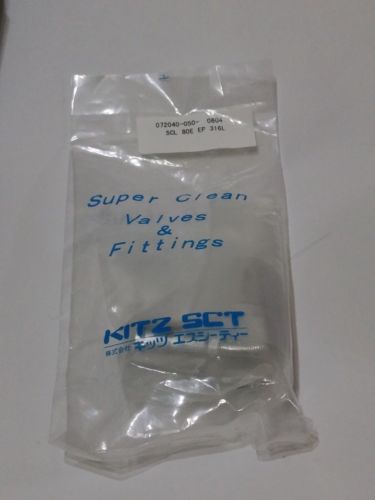 072040-050- 0804
SCL 80E EP 316L
Super Clean
Valves
&
Fittings
KITZ SCT
株式会社 キッツ エスシーティー